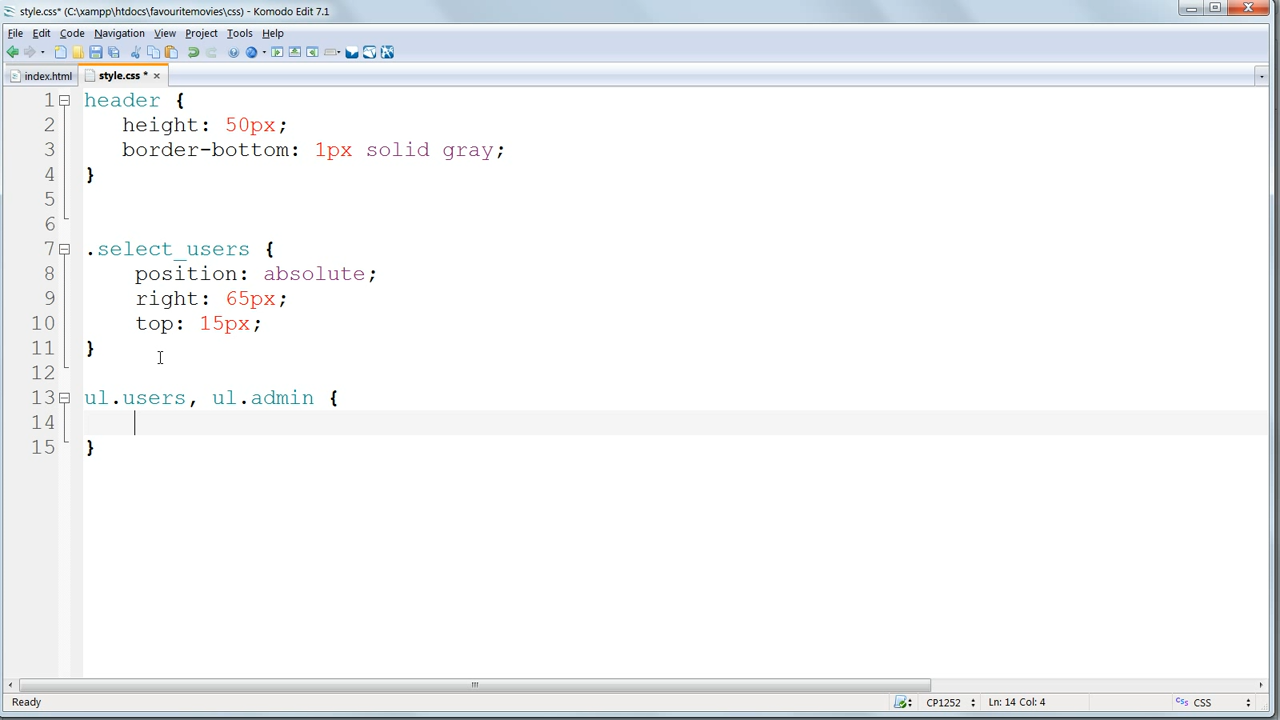 style.css* (C:\xampp\htdocs\favouritemovies\css) - Komodo Edit 7.1
File Edit Code Navigation View Project Tools Help
index.html style.css *
1 header {
2 height: 50px;
3 border-bottom: 1px solid gray;
4 }
5
6
7 .select_users {
8 position: absolute;
9 right: 65px;
10 top: 15px;
11 }
12
13 ul.users, ul.admin {
14
15 }
Ready CP1252 Ln: 14 Col: 4 CSS CSS